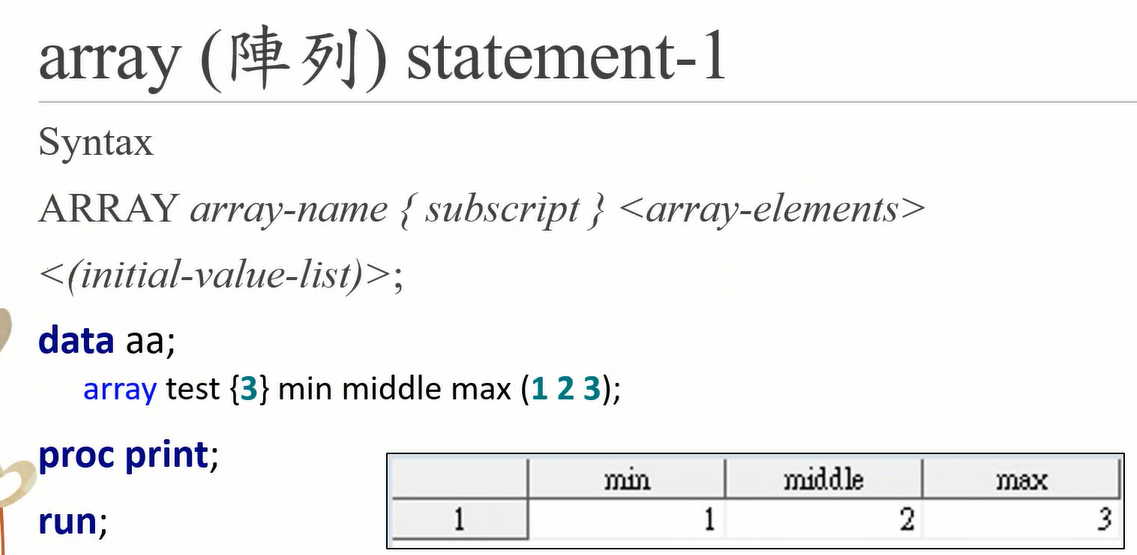 array (陣列) statement-1
Syntax
ARRAY array-name { subscript } <array-elements>
<(initial-value-list)>;
data aa;
array test {3} min middle max (1 2 3);
proc print;
run;
min middle max
1 1 2 3